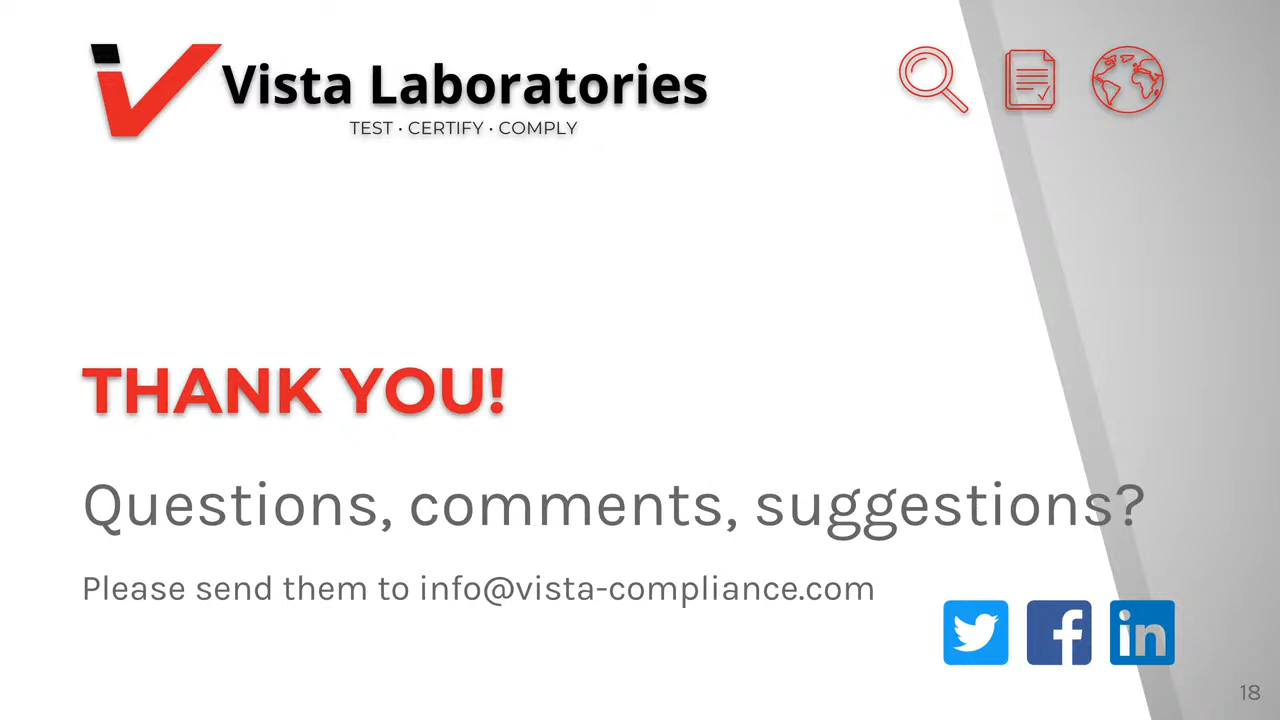 Vista Laboratories
TEST · CERTIFY · COMPLY
THANK YOU!
Questions, comments, suggestions?
Please send them to info@vista-compliance.com
in
18